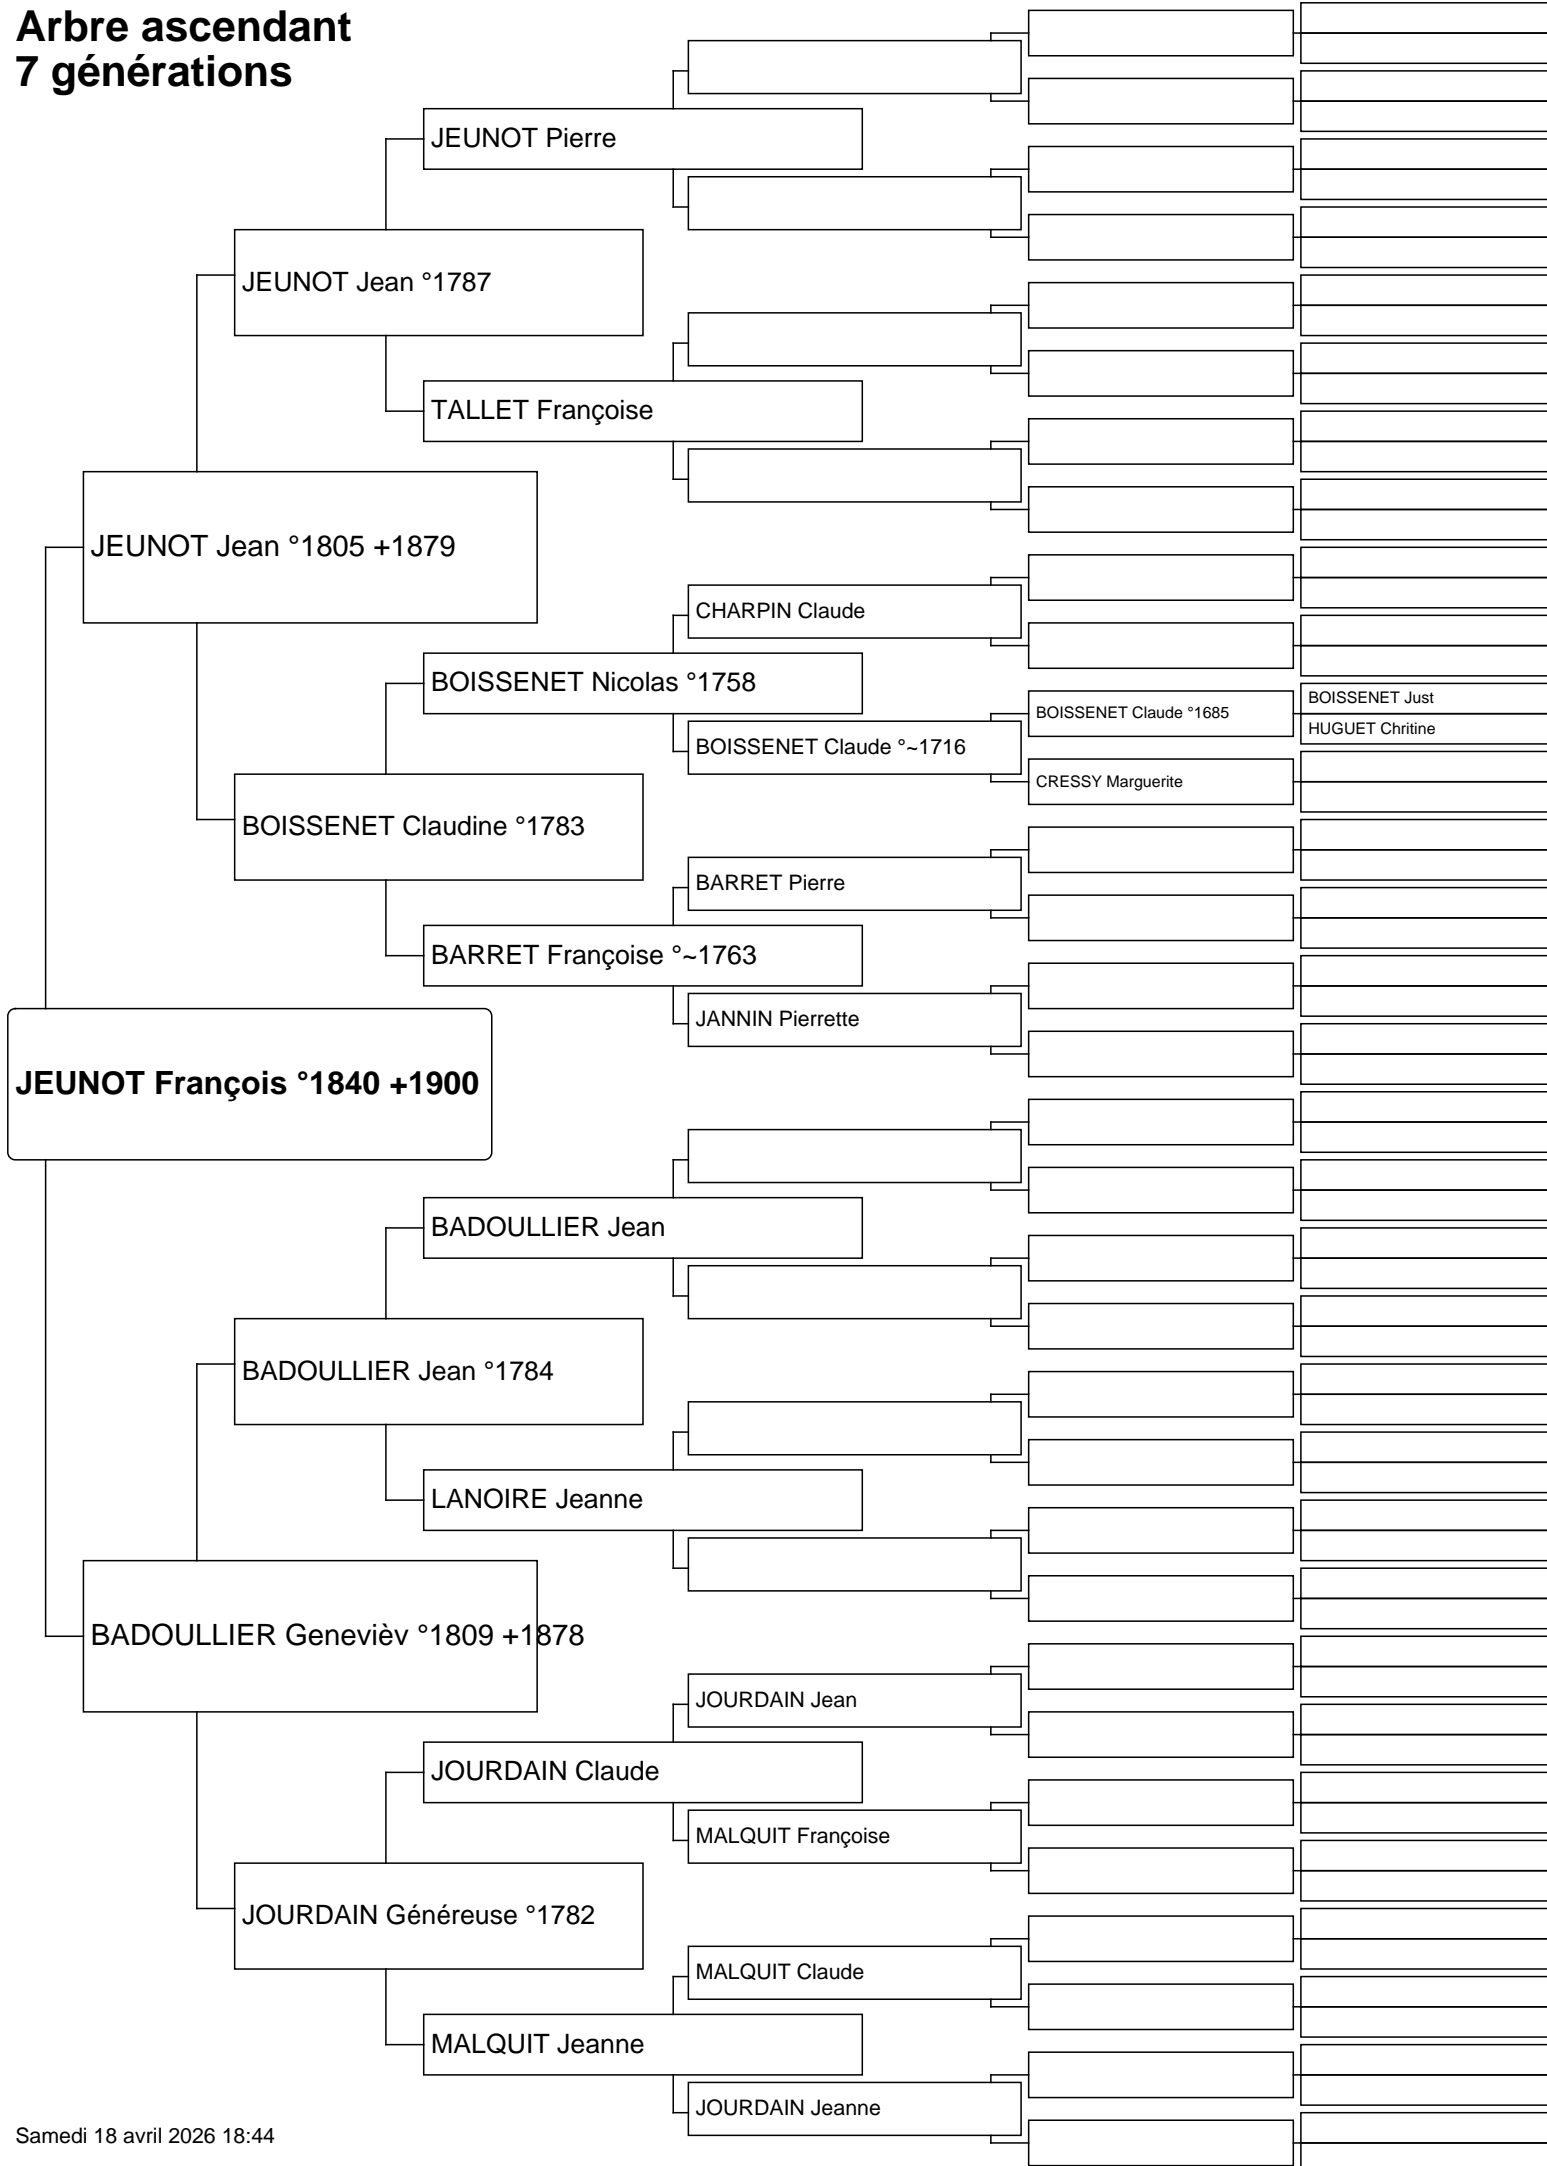 Arbre ascendant
7 générations
JEUNOT Pierre
JEUNOT Jean °1787
TALLET Françoise
JEUNOT Jean °1805 +1879
CHARPIN Claude
BOISSENET Nicolas °1758
BOISSENET Just
BOISSENET Claude °1685
HUGUET Chritine
BOISSENET Claude °~1716
CRESSY Marguerite
BOISSENET Claudine °1783
BARRET Pierre
BARRET Françoise °~1763
JANNIN Pierrette
JEUNOT François °1840 +1900
BADOULLIER Jean
BADOULLIER Jean °1784
LANOIRE Jeanne
BADOULLIER Genevièv °1809 +1878
JOURDAIN Jean
JOURDAIN Claude
MALQUIT Françoise
JOURDAIN Généreuse °1782
MALQUIT Claude
MALQUIT Jeanne
JOURDAIN Jeanne
Samedi 18 avril 2026 18:44